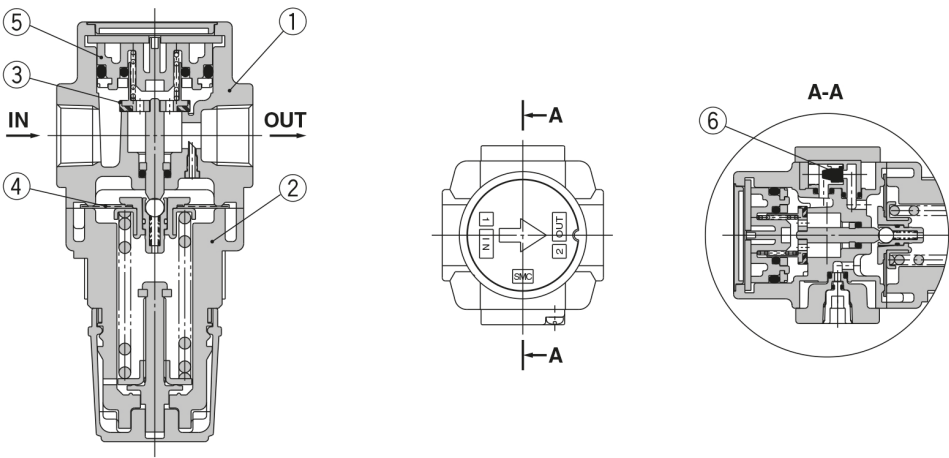 ⑤
①
③
IN
OUT
④
②
A
1
IN
OUT
2
SMC
A
A-A
⑥